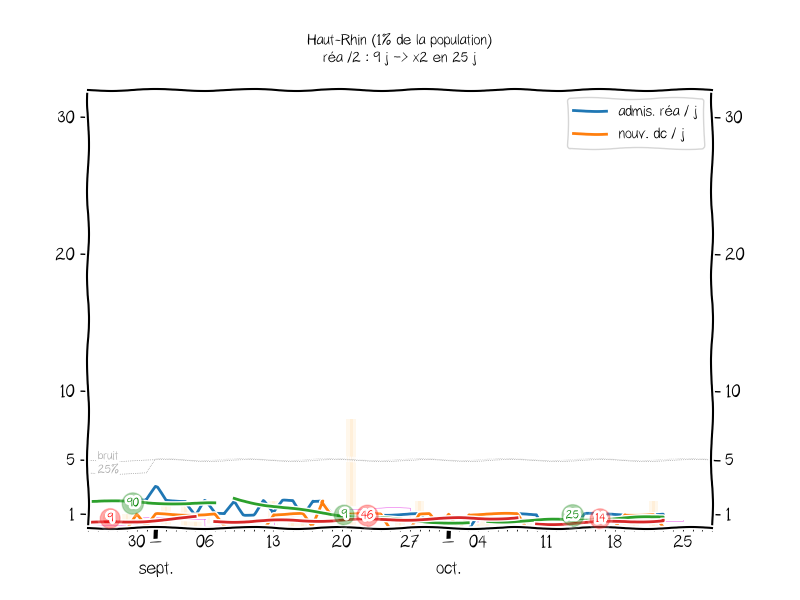 Haut-Rhin (1% de la population)
réa /2 : 9 j -> x2 en 25 j
admis. réa / j
nouv. dc / j
30 30
20 20
10 10
5 5
1 1
bruit
25%
90 9 9 46 25 14
30 06 13 20 27 04 11 18 25
sept. oct.